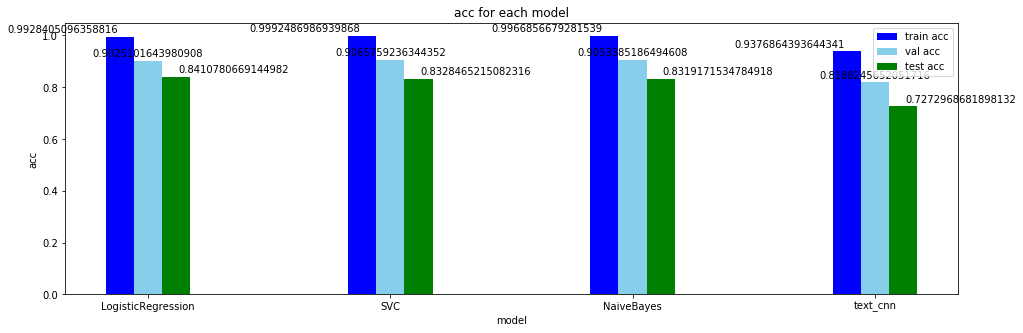 acc for each model
0.9928405096358816
0.9992486986939868
0.9966856679281539
0.9376864393644341
train acc
val acc
test acc
0.8410780669144982
0.8328465215082316
0.8319171534784918
0.7272968681898132
acc
1.0
0.8
0.6
0.4
0.2
0.0
LogisticRegression
SVC
NaiveBayes
text_cnn
model